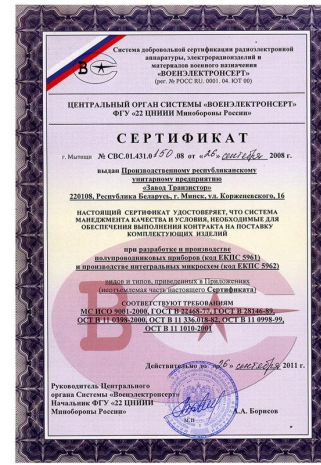 Система добровольной сертификации радиоэлектронной
аппаратуры, электрорадиоизделий и
материалов военного назначения
«ВОЕНЭЛЕКТРОНСЕРТ»
(рег. № РОСС RU. 0001. 04. ЮТ 00)
ЦЕНТРАЛЬНЫЙ ОРГАН СИСТЕМЫ «ВОЕНЭЛЕКТРОНСЕРТ»
ФГУ «22 ЦНИИИ Минобороны России»
СЕРТИФИКАТ
г. Мытищи № СВС.01.431.0150.08 от «26» сентября 2008 г.
выдан Производственному республиканскому
унитарному предприятию
«Завод Транзистор»
220108, Республика Беларусь, г. Минск, ул. Корженевского, 16
НАСТОЯЩИЙ СЕРТИФИКАТ УДОСТОВЕРЯЕТ, ЧТО СИСТЕМА
МЕНЕДЖМЕНТА КАЧЕСТВА И УСЛОВИЯ, НЕОБХОДИМЫЕ ДЛЯ
ОБЕСПЕЧЕНИЯ ВЫПОЛНЕНИЯ КОНТРАКТА НА ПОСТАВКУ
КОМПЛЕКТУЮЩИХ ИЗДЕЛИЙ
при разработке и производстве
полупроводниковых приборов (код ЕКПС 5961)
и производстве интегральных микросхем (код ЕКПС 5962)
видов и типов, приведенных в Приложениях
(неотъемлемая часть настоящего Сертификата)
СООТВЕТСТВУЮТ ТРЕБОВАНИЯМ
МС ИСО 9001-2000, ГОСТ В 22468-77, ГОСТ В 28146-89,
ОСТ В 11 0398-2000, ОСТ В 11 336.018-82, ОСТ В 11 0998-99,
ОСТ В 11 1010-2001
Действительно до «26» сентября 2011 г.
Руководитель Центрального
органа Системы «Военэлектронсерт»
Начальник ФГУ «22 ЦНИИИ
Минобороны России»
А.А. Борисов
М.П.